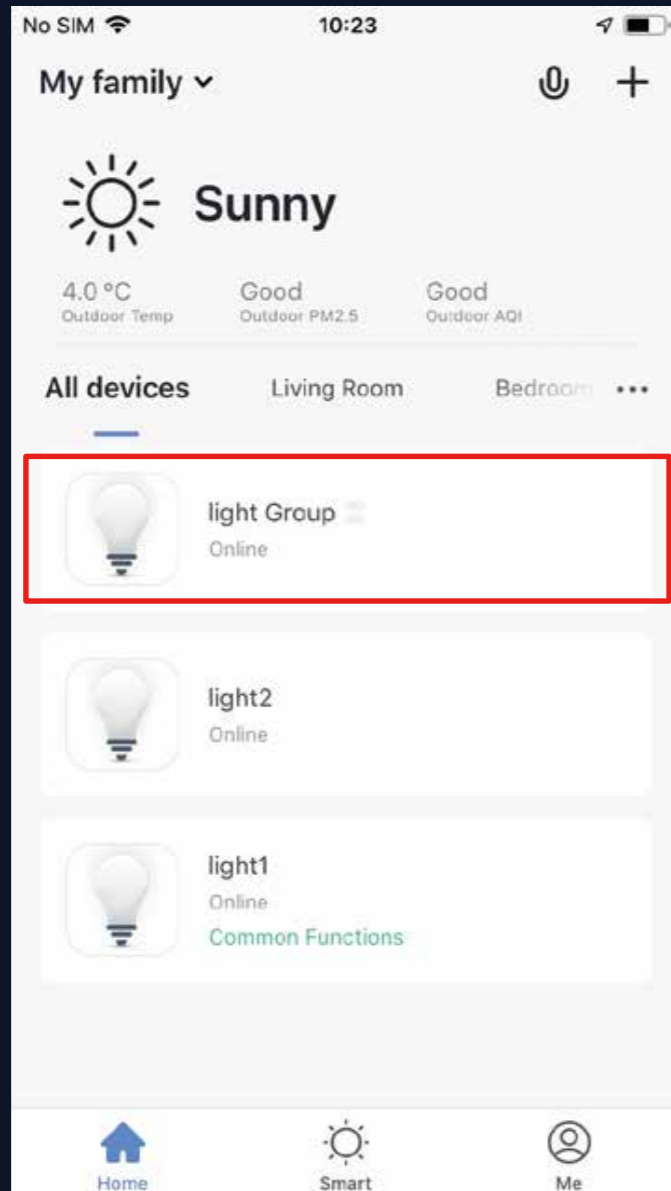 No SIM 10:23
My family
Sunny
4.0 °C Good Good
Outdoor Temp Outdoor PM2.5 Outdoor AQI
All devices Living Room Bedroom
light Group
Online
light2
Online
light1
Online
Common Functions
Home Smart Me